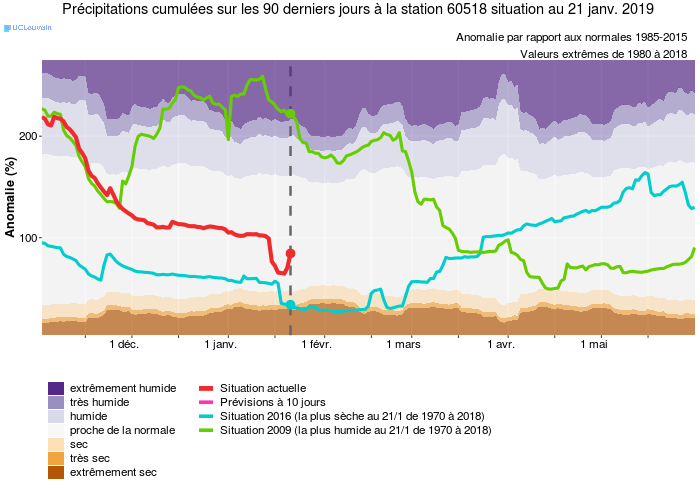 Précipitations cumulées sur les 90 derniers jours à la station 60518 situation au 21 janv. 2019
UCLouvain
Anomalie par rapport aux normales 1985-2015
Valeurs extrêmes de 1980 à 2018
Anomalie (%)
200
100
1 déc.
1 janv.
1 févr.
1 mars
1 avr.
1 mai
extrêmement humide
très humide
humide
proche de la normale
sec
très sec
extrêmement sec
Situation actuelle
Prévisions à 10 jours
Situation 2016 (la plus sèche au 21/1 de 1970 à 2018)
Situation 2009 (la plus humide au 21/1 de 1970 à 2018)